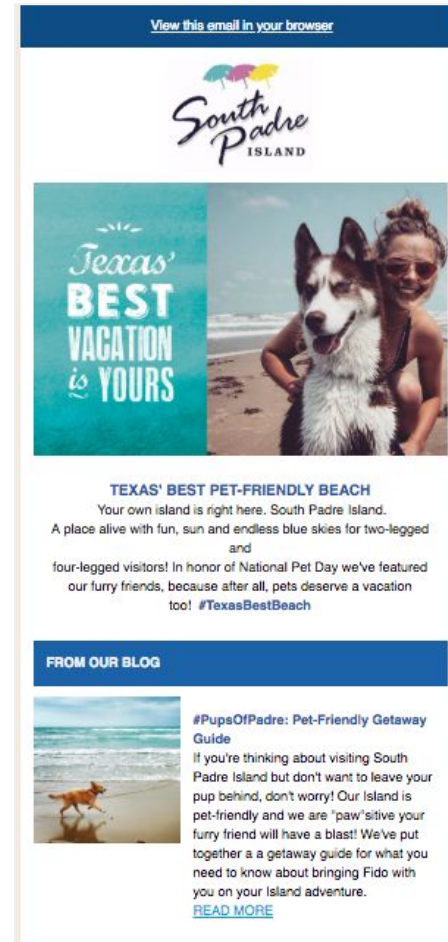 View this email in your browser
South
Padre
ISLAND
Texas'
BEST
VACATION
is YOURS
TEXAS' BEST PET-FRIENDLY BEACH
Your own island is right here. South Padre Island.
A place alive with fun, sun and endless blue skies for two-legged
and
four-legged visitors! In honor of National Pet Day we've featured
our furry friends, because after all, pets deserve a vacation
too! #TexasBestBeach
FROM OUR BLOG
#PupsOfPadre: Pet-Friendly Getaway
Guide
If you're thinking about visiting South
Padre Island but don't want to leave your
pup behind, don't worry! Our Island is
pet-friendly and we are "paw"sitive your
furry friend will have a blast! We've put
together a a getaway guide for what you
need to know about bringing Fido with
you on your Island adventure.
READ MORE